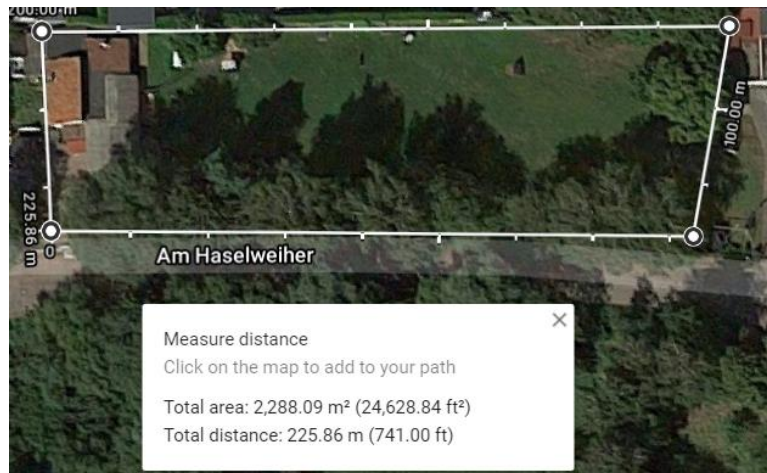 200.00 m
100.00 m
225.86 m
0
Am Haselweiher
Measure distance
Click on the map to add to your path
Total area: 2,288.09 m² (24,628.84 ft²)
Total distance: 225.86 m (741.00 ft)